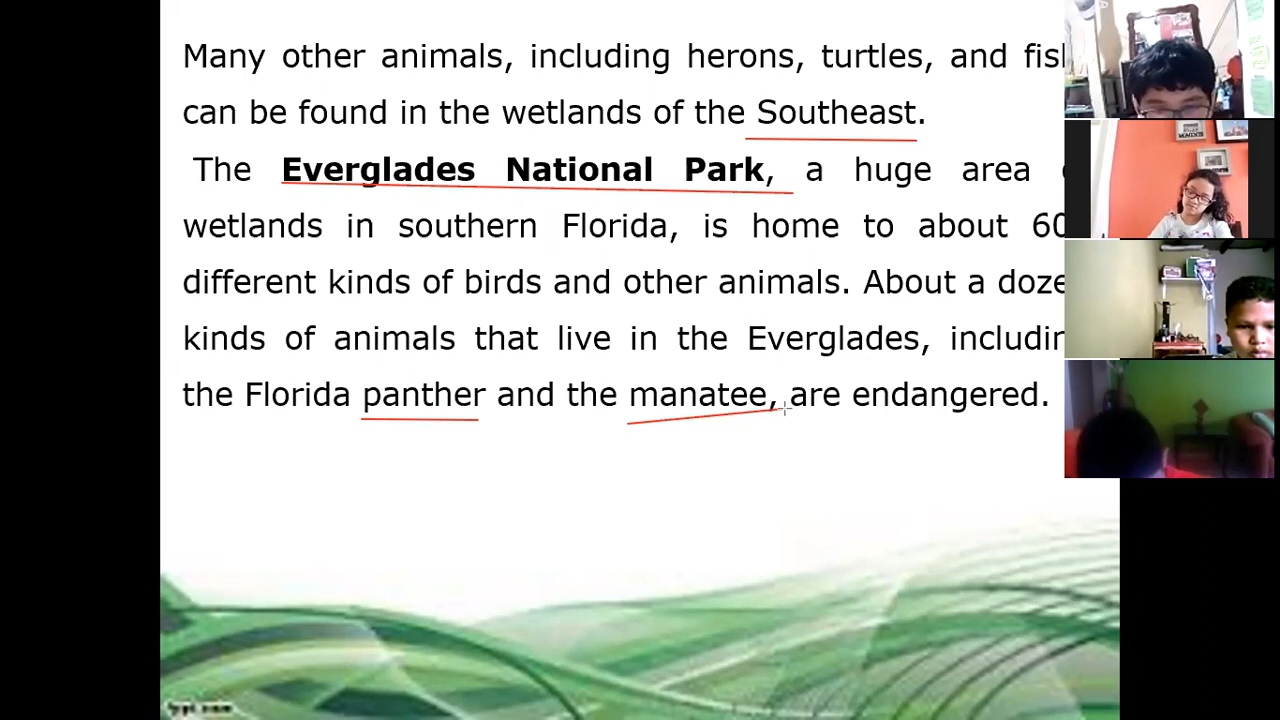 Many other animals, including herons, turtles, and fish
can be found in the wetlands of the Southeast.
The Everglades National Park, a huge area
wetlands in southern Florida, is home to about 60
different kinds of birds and other animals. About a doze
kinds of animals that live in the Everglades, includin
the Florida panther and the manatee, are endangered.
fppt.com